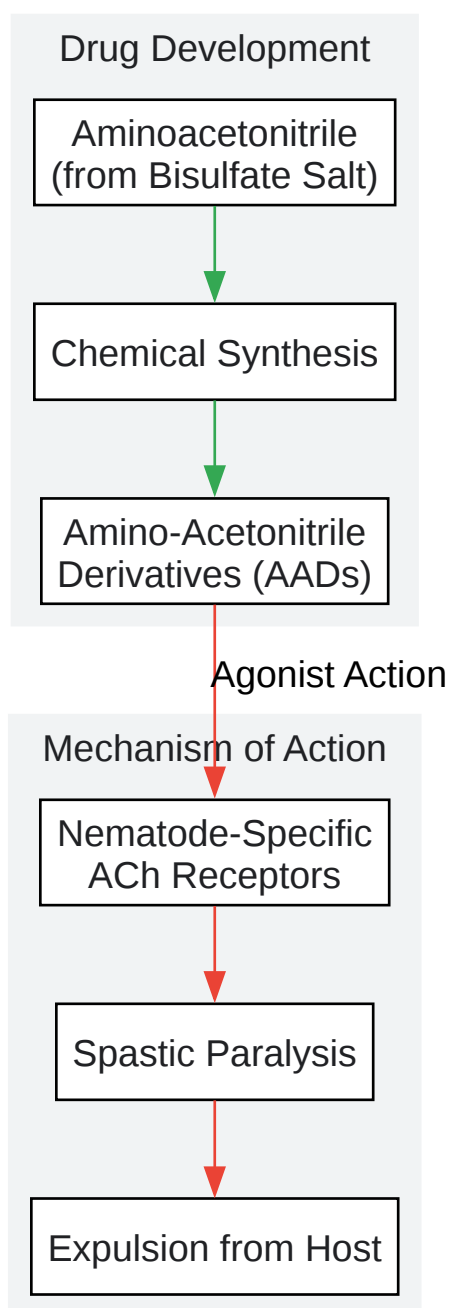 Drug Development
Aminoacetonitrile
(from Bisulfate Salt)
Chemical Synthesis
Amino-Acetonitrile
Derivatives (AADs)
Agonist Action
Mechanism of Action
Nematode-Specific
ACh Receptors
Spastic Paralysis
Expulsion from Host